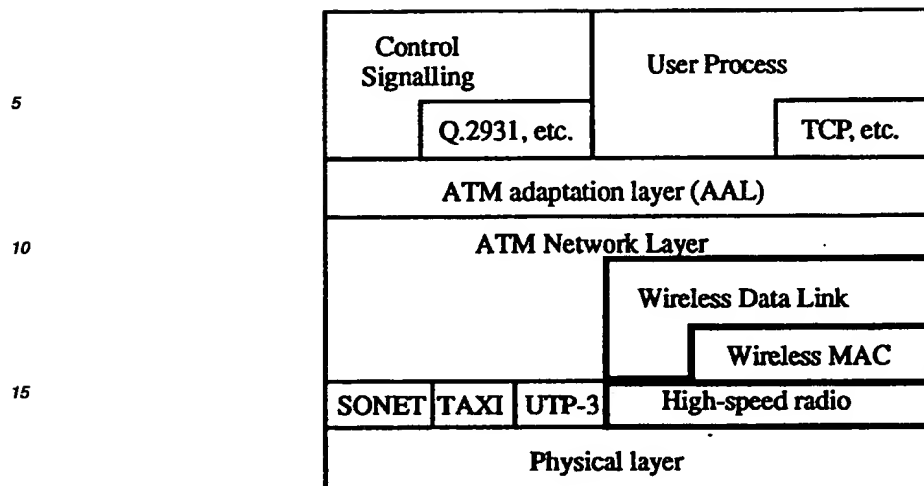 Control
Signalling
User Process
5
Q.2931, etc.
TCP, etc.
ATM adaptation layer (AAL)
10
ATM Network Layer
Wireless Data Link
Wireless MAC
15
SONET TAXI UTP-3 High-speed radio
Physical layer